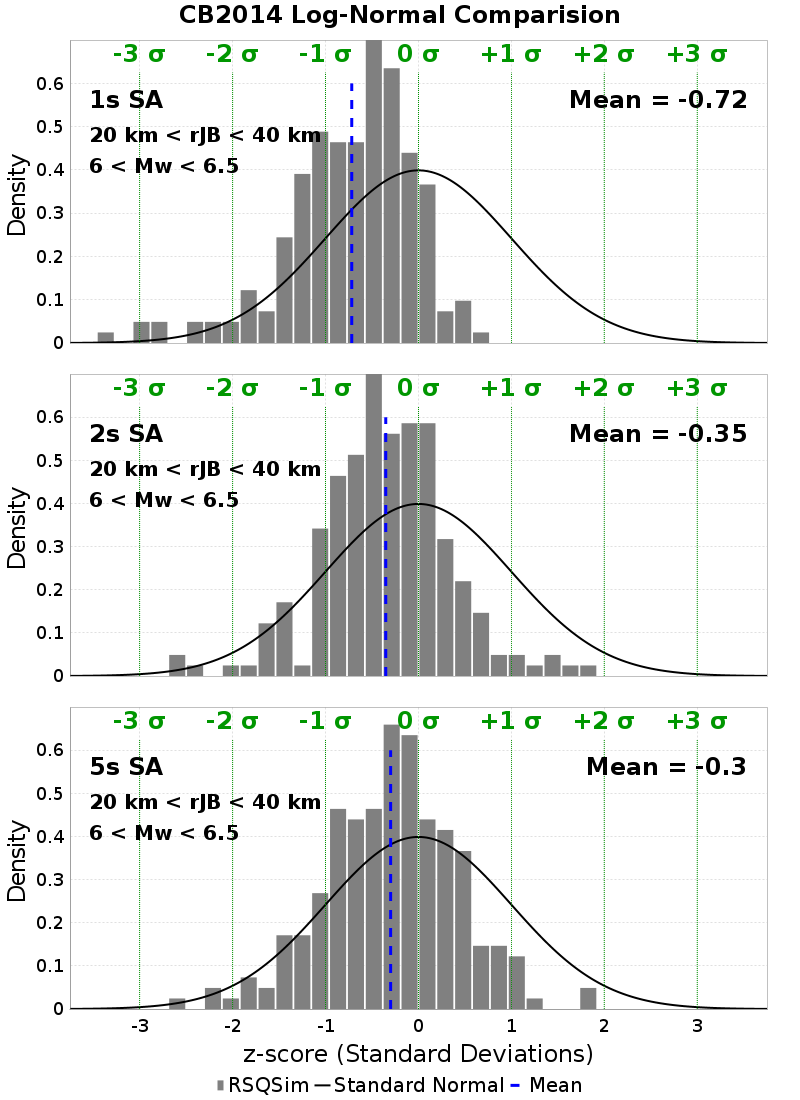 CB2014 Log-Normal Comparision
-3 σ -2 σ -1 σ 0 σ +1 σ +2 σ +3 σ
0.6
1s SA Mean = -0.72
0.5
20 km < rJB < 40 km
6 < Mw < 6.5
0.4
0.3
0.2
0.1
0
Density
-3 σ -2 σ -1 σ 0 σ +1 σ +2 σ +3 σ
0.6
2s SA Mean = -0.35
0.5
20 km < rJB < 40 km
6 < Mw < 6.5
0.4
0.3
0.2
0.1
0
Density
-3 σ -2 σ -1 σ 0 σ +1 σ +2 σ +3 σ
0.6
5s SA Mean = -0.3
0.5
20 km < rJB < 40 km
6 < Mw < 6.5
0.4
0.3
0.2
0.1
0
Density
-3 -2 -1 0 1 2 3
z-score (Standard Deviations)
RSQSim Standard Normal Mean